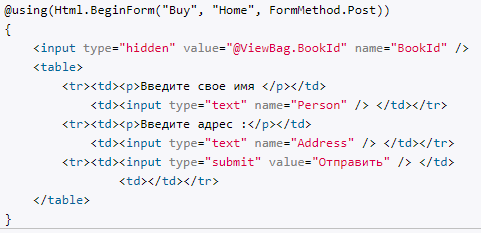 @using(Html.BeginForm("Buy", "Home", FormMethod.Post))
{
    <input type="hidden" value="@ViewBag.BookId" name="BookId" />
    <table>
        <tr><td><p>Введите свое имя </p></td>
            <td><input type="text" name="Person" /> </td></tr>
        <tr><td><p>Введите адрес :</p></td>
            <td><input type="text" name="Address" /> </td></tr>
        <tr><td><input type="submit" value="Отправить" /> </td>
                <td></td></tr>
    </table>
}